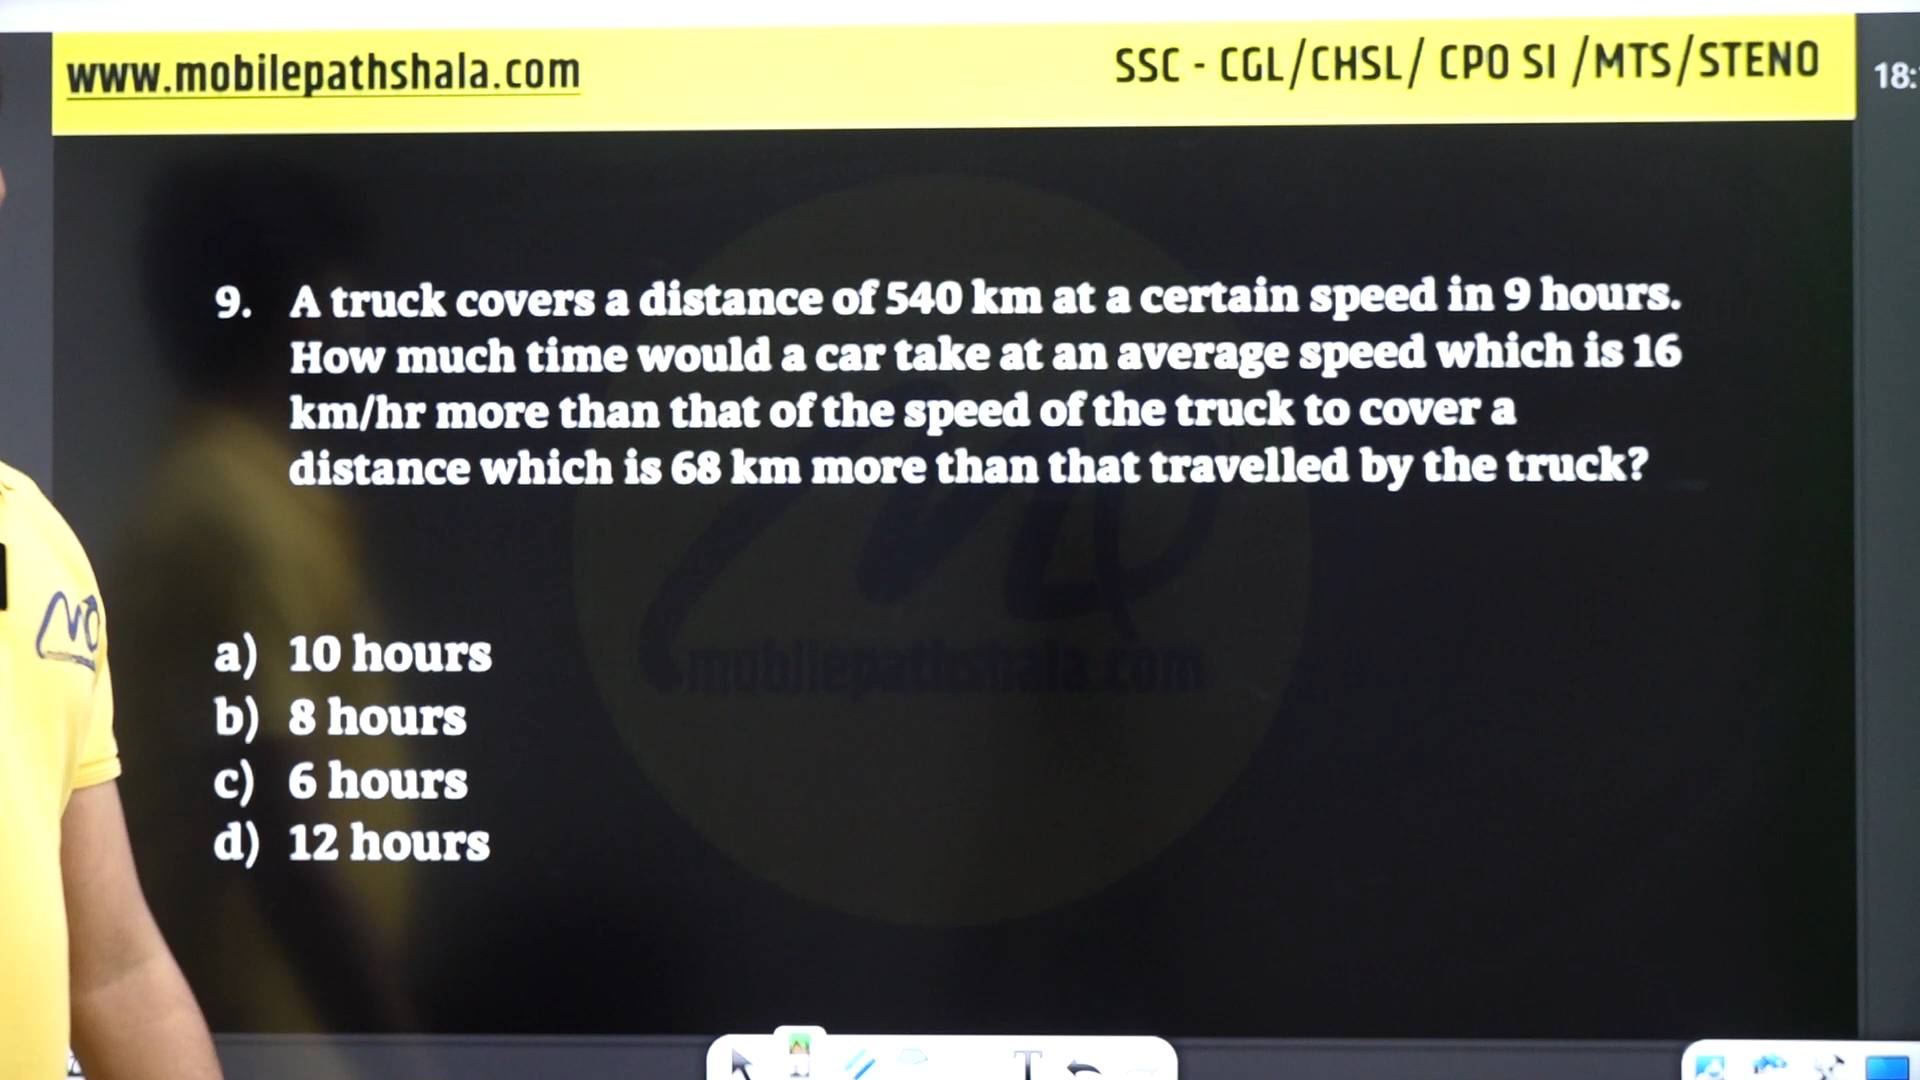 www.mobilepathshala.com
SSC - CGL/CHSL/ CPO SI /MTS/STENO
18:
9. A truck covers a distance of 540 km at a certain speed in 9 hours.
How much time would a car take at an average speed which is 16
km/hr more than that of the speed of the truck to cover a
distance which is 68 km more than that travelled by the truck?
mobilepathshala.com
a) 10 hours
b) 8 hours
c) 6 hours
d) 12 hours
T